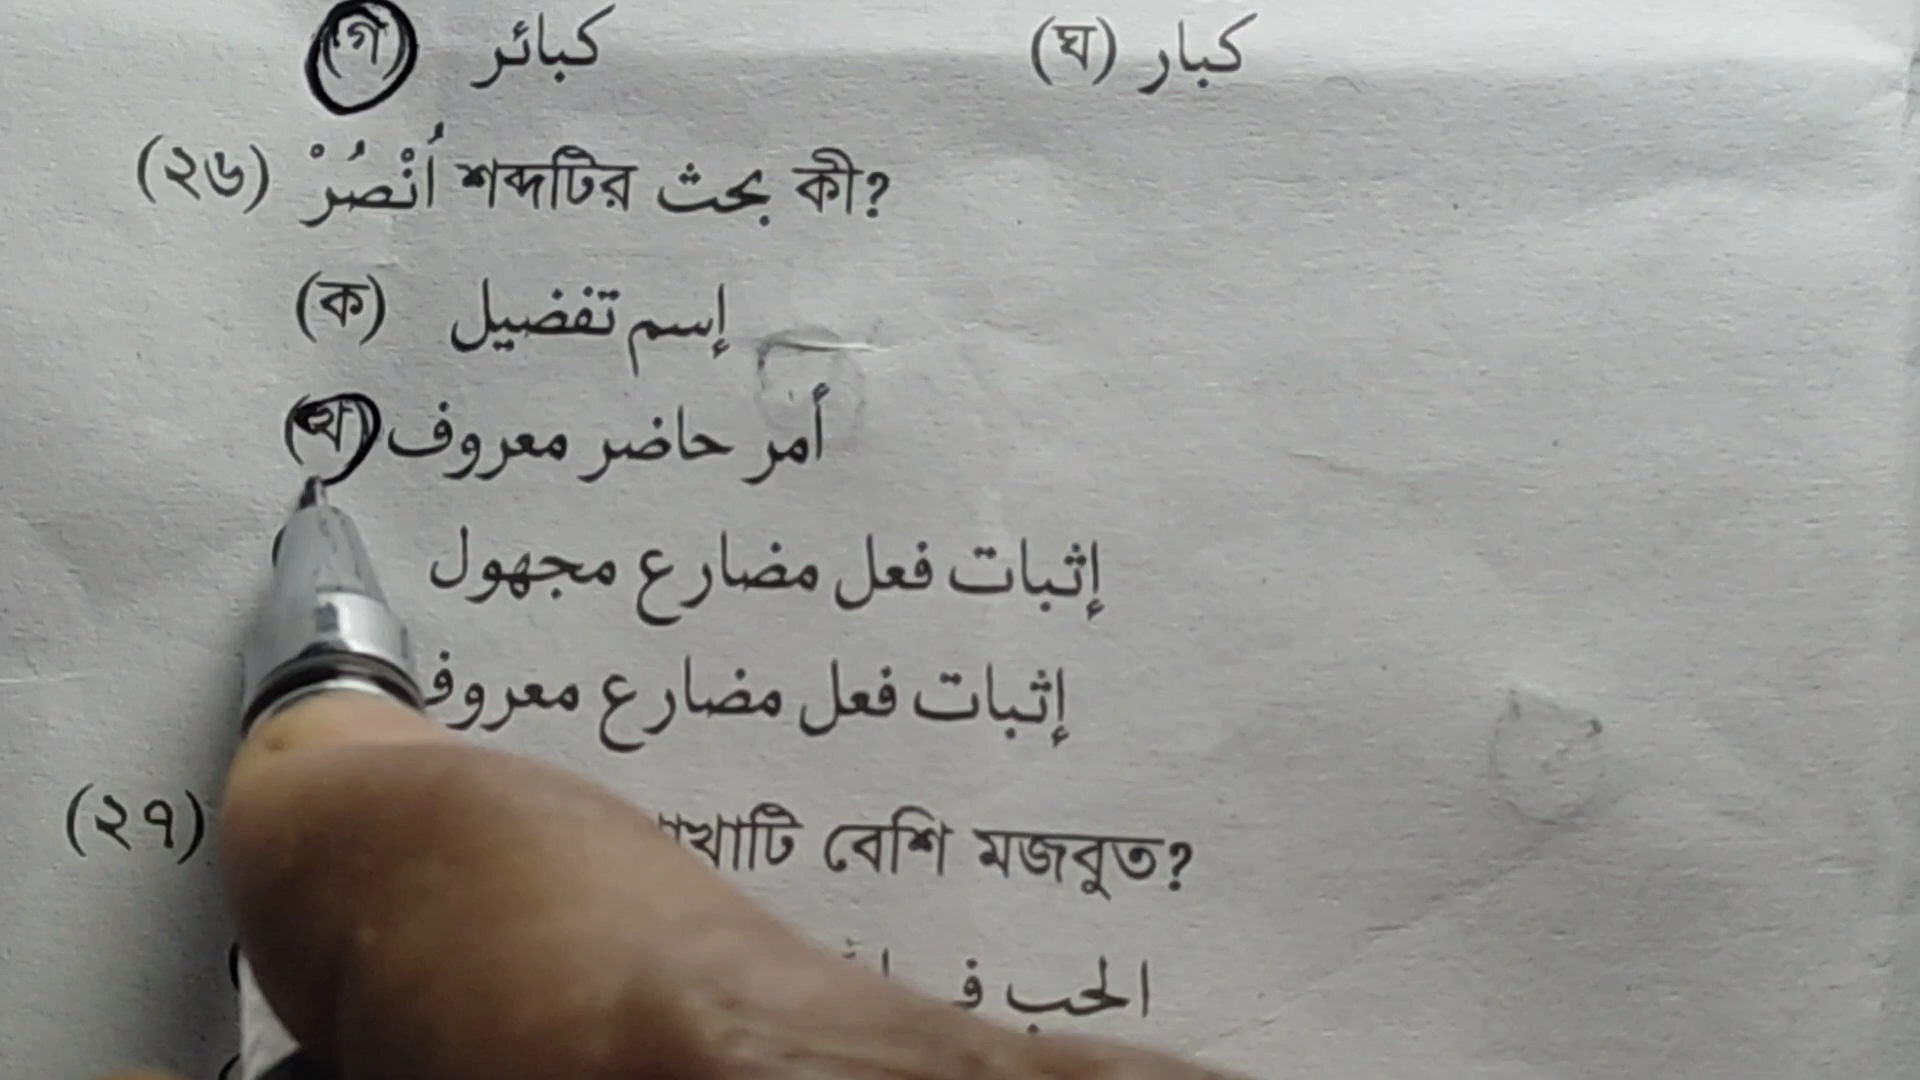 (গ) كبائر (ঘ) كبار
(২৬) اُنْصُرْ শব্দটির بحث কী?
(ক) إسم تفضيل
(খ) أمر حاضر معروف
إثبات فعل مضارع مجهول
إثبات فعل مضارع معروف
(২৭) বেশি মজবুত?
الحب